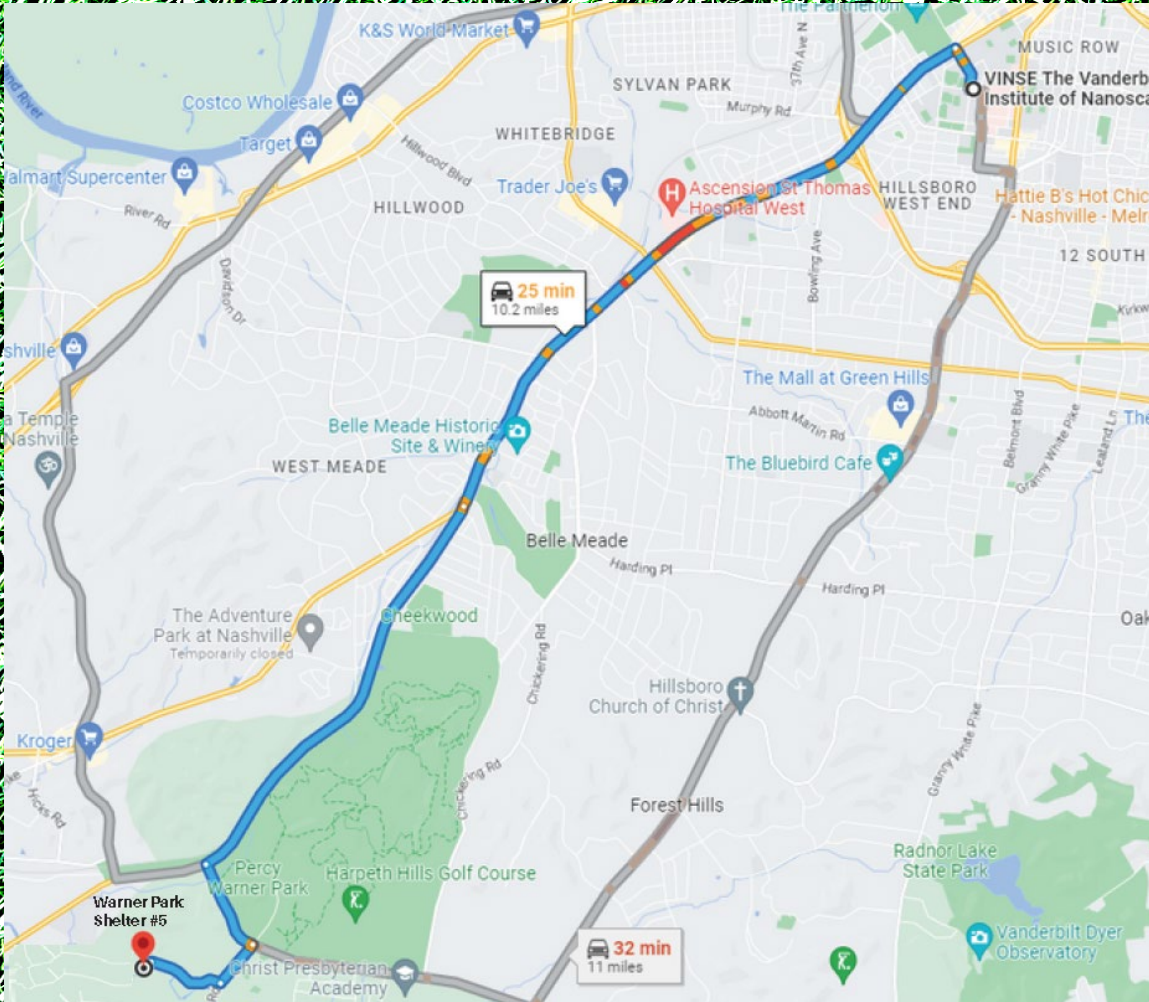 The Parthenon
K&S World Market
MUSIC ROW
37th Ave N
VINSE The Vanderb
Institute of Nanosca
SYLVAN PARK
Costco Wholesale
Murphy Rd
WHITEBRIDGE
Target
Hillwood Blvd
Walmart Supercenter
Trader Joe's
Ascension St Thomas
Hospital West
HILLSBORO
WEST END
Hattie B's Hot Chic
- Nashville - Melr
River Rd
HILLWOOD
12 SOUTH
Davidson Dr
Bowling Ave
25 min
10.2 miles
Kirkw
shville
The Mall at Green Hills
a Temple
Nashville
Belle Meade Historic
Site & Winery
Abbott Martin Rd
Belmont Blvd
Granny White Pike
Lealand Ln
The
WEST MEADE
The Bluebird Cafe
Belle Meade
Harding Pl
Harding Pl
The Adventure
Park at Nashville
Temporarily closed
Cheekwood
Oak
Chickering Rd
Hillsboro
Church of Christ
Kroger
Granny White Pike
Hicks Rd
Chickering Rd
Forest Hills
Percy
Warner Park
Harpeth Hills Golf Course
Radnor Lake
State Park
Warner Park
Shelter #5
32 min
11 miles
Vanderbilt Dyer
Observatory
Christ Presbyterian
Academy
Rd